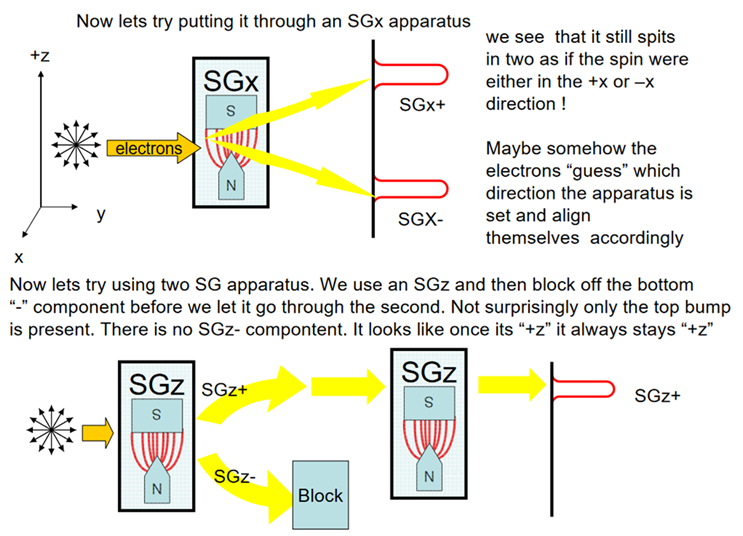 Now lets try putting it through an SGx apparatus
we see that it still spits
in two as if the spin were
either in the +x or –x
direction !
Maybe somehow the
electrons “guess” which
direction the apparatus is
set and align
themselves accordingly
+z
y
x
electrons
SGx
S
N
SGx+
SGX-
Now lets try using two SG apparatus. We use an SGz and then block off the bottom
“-” component before we let it go through the second. Not surprisingly only the top bump
is present. There is no SGz- compontent. It looks like once its “+z” it always stays “+z”
SGz
S
N
SGz+
SGz-
Block
SGz
S
N
SGz+